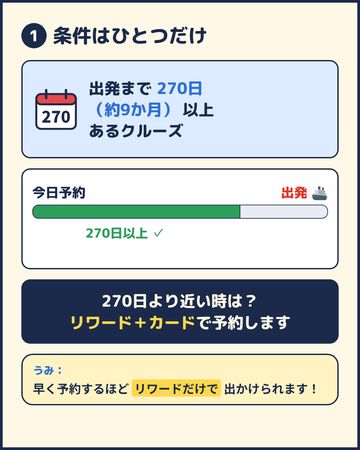 1 条件はひとつだけ
270
出発まで 270日
（約9か月） 以上
あるクルーズ
今日予約 出発
270日以上 ✓
270日より近い時は？
リワード＋カードで予約します
うみ：
早く予約するほど リワードだけで 出かけられます！